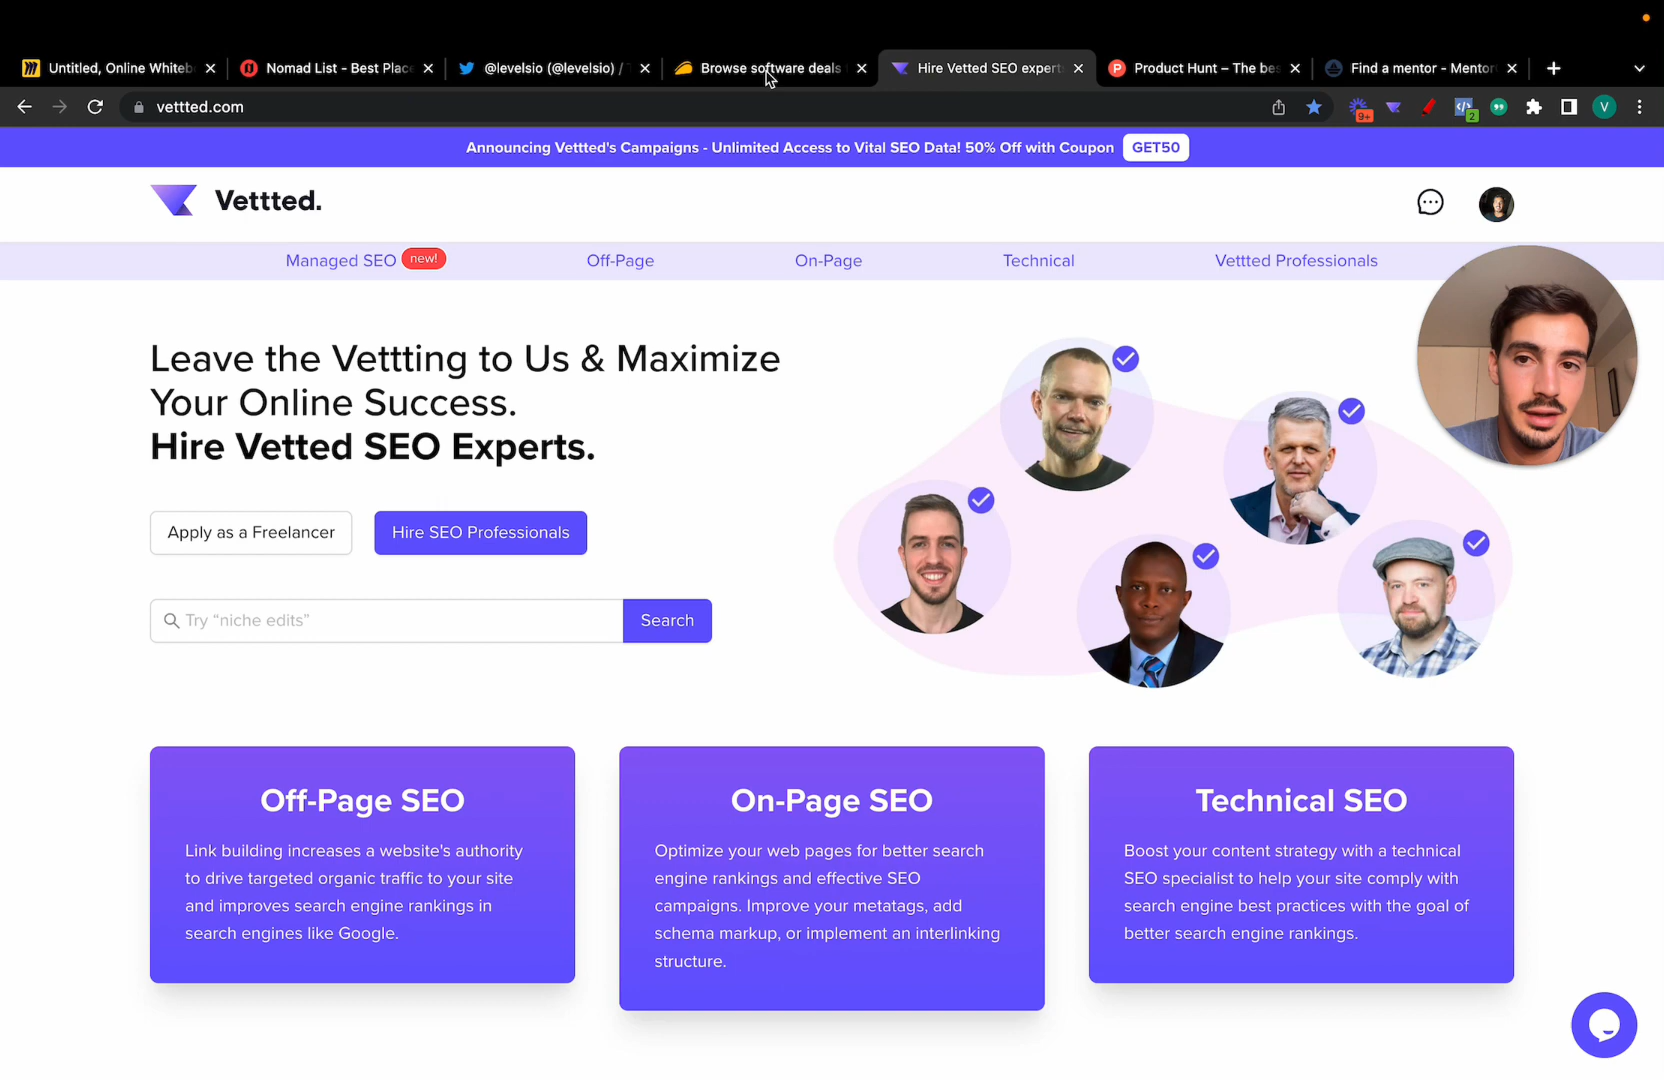 Untitled, Online Whiteb
Nomad List - Best Place
@levelsio (@levelsio) / T
Browse software deals f
Hire Vetted SEO expert
Product Hunt – The bes
Find a mentor - Mentor
vettted.com
9+
2
V
Announcing Vettted's Campaigns - Unlimited Access to Vital SEO Data! 50% Off with Coupon GET50
Vettted.
Managed SEO new!
Off-Page
On-Page
Technical
Vettted Professionals
Leave the Vettting to Us & Maximize
Your Online Success.
Hire Vetted SEO Experts.
Apply as a Freelancer
Hire SEO Professionals
Try “niche edits”
Search
Off-Page SEO
Link building increases a website's authority
to drive targeted organic traffic to your site
and improves search engine rankings in
search engines like Google.
On-Page SEO
Optimize your web pages for better search
engine rankings and effective SEO
campaigns. Improve your metatags, add
schema markup, or implement an interlinking
structure.
Technical SEO
Boost your content strategy with a technical
SEO specialist to help your site comply with
search engine best practices with the goal of
better search engine rankings.